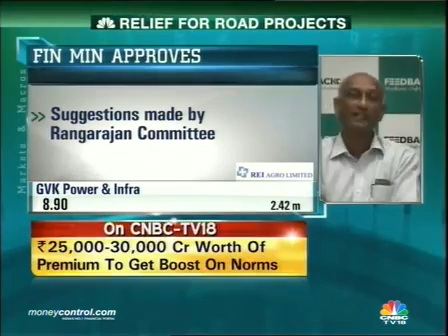 RELIEF FOR ROAD PROJECTS
FIN MIN APPROVES
Suggestions made by
Rangarajan Committee
REI AGRO LIMITED
GVK Power & Infra
8.90 2.42 m
On CNBC-TV18
₹25,000-30,000 Cr Worth of
Premium To Get Boost On Norms
Markets & Macros
FEEDBACK
FEEDB
moneycontrol.com
CNBC
TV18